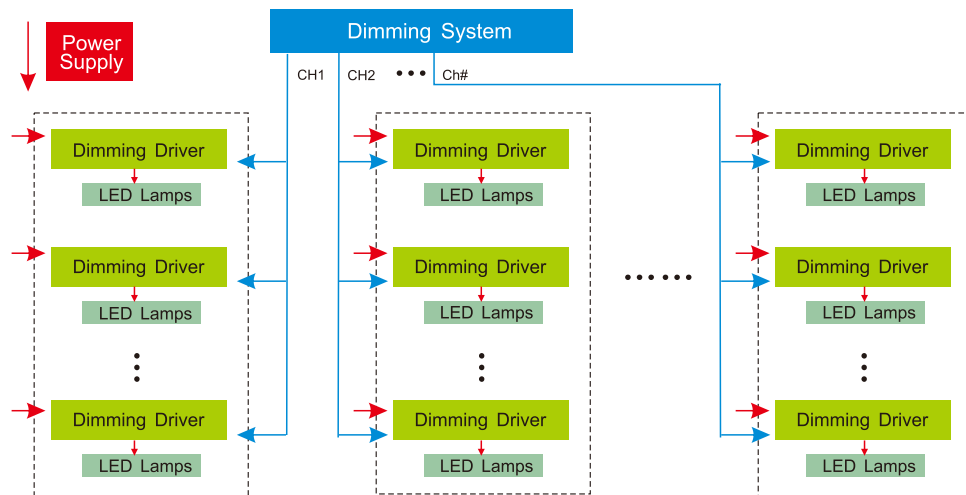 Power
Supply
Dimming System
CH1
CH2
•••
Ch#
Dimming Driver
LED Lamps
Dimming Driver
LED Lamps
Dimming Driver
LED Lamps
Dimming Driver
LED Lamps
Dimming Driver
LED Lamps
Dimming Driver
LED Lamps
••••••
Dimming Driver
LED Lamps
Dimming Driver
LED Lamps
Dimming Driver
LED Lamps